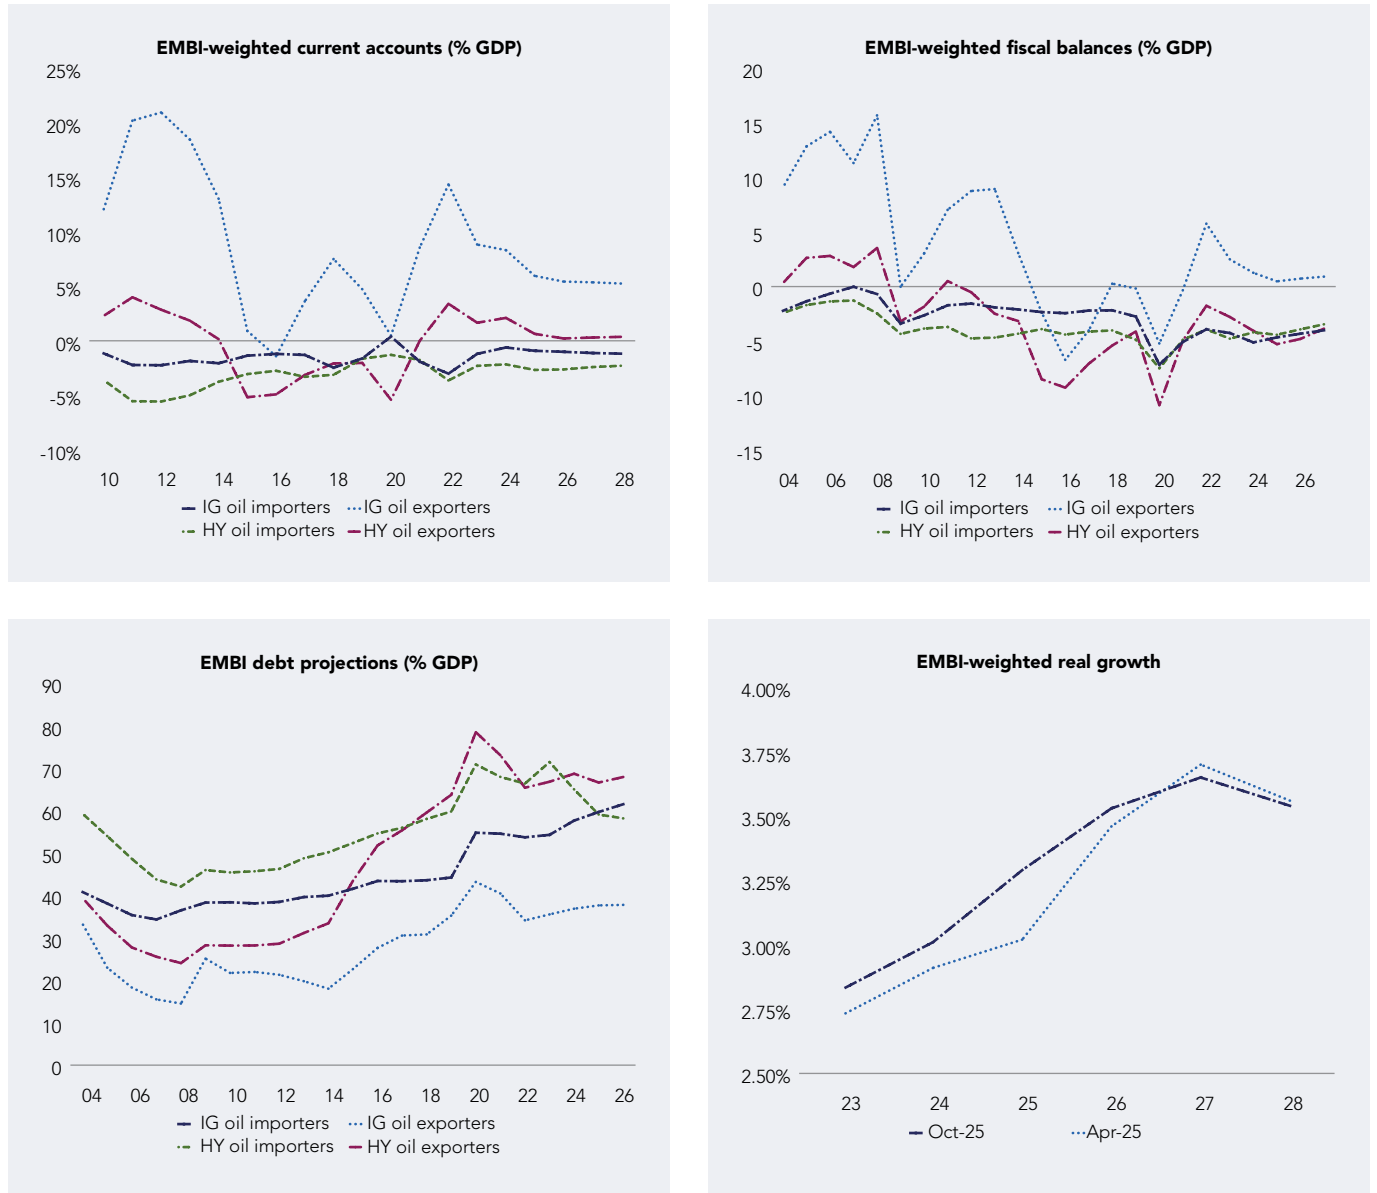 EMBI-weighted current accounts (% GDP)
25%
20%
15%
10%
5%
0%
-5%
-10%
10 12 14 16 18 20 22 24 26 28
IG oil importers IG oil exporters
HY oil importers HY oil exporters
EMBI-weighted fiscal balances (% GDP)
20
15
10
5
0
-5
-10
-15
04 06 08 10 12 14 16 18 20 22 24 26
IG oil importers IG oil exporters
HY oil importers HY oil exporters
EMBI debt projections (% GDP)
90
80
70
60
50
40
30
20
10
0
04 06 08 10 12 14 16 18 20 22 24 26
IG oil importers IG oil exporters
HY oil importers HY oil exporters
EMBI-weighted real growth
4.00%
3.75%
3.50%
3.25%
3.00%
2.75%
2.50%
23 24 25 26 27 28
Oct-25 Apr-25